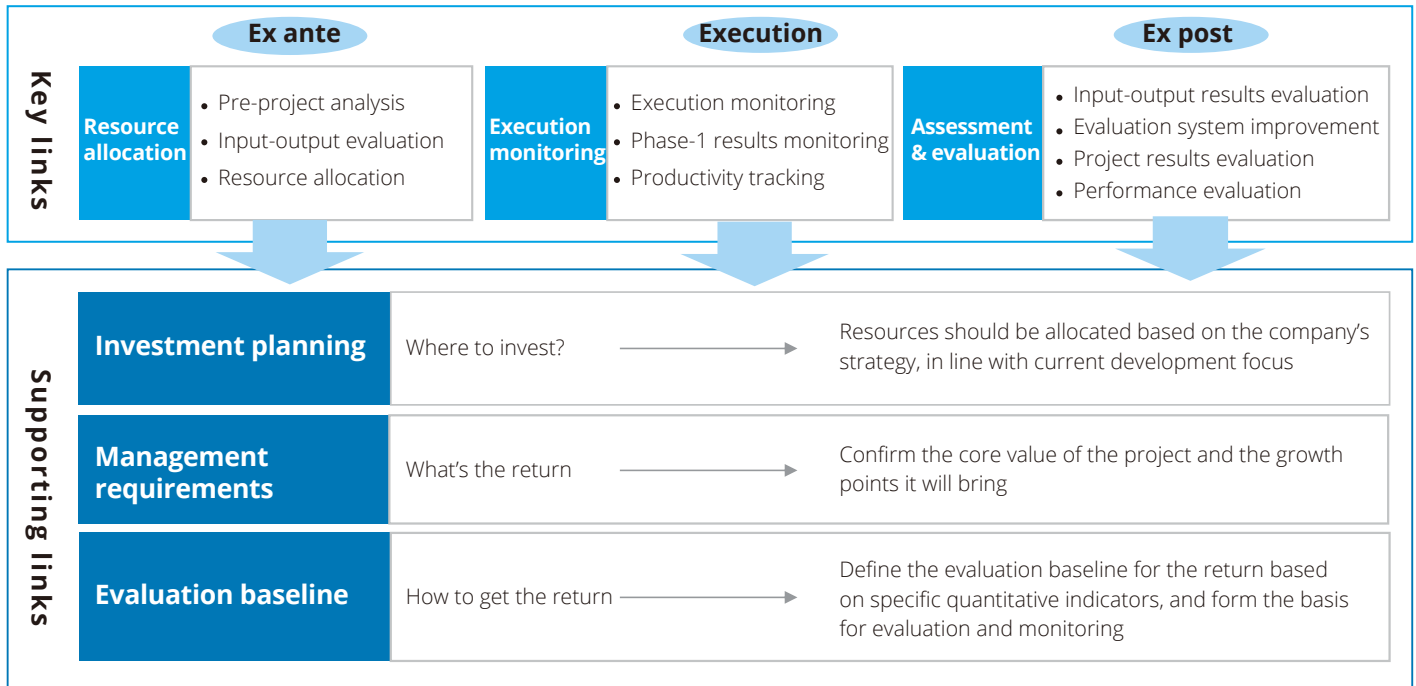 Ex ante
Execution
Ex post
Key links
Resource
allocation
• Pre-project analysis
• Input-output evaluation
• Resource allocation
Execution
monitoring
• Execution monitoring
• Phase-1 results monitoring
• Productivity tracking
Assessment
& evaluation
• Input-output results evaluation
• Evaluation system improvement
• Project results evaluation
• Performance evaluation
Supporting links
Investment planning
Where to invest?
Resources should be allocated based on the company’s
strategy, in line with current development focus
Management
requirements
What’s the return
Confirm the core value of the project and the growth
points it will bring
Evaluation baseline
How to get the return
Define the evaluation baseline for the return based
on specific quantitative indicators, and form the basis
for evaluation and monitoring